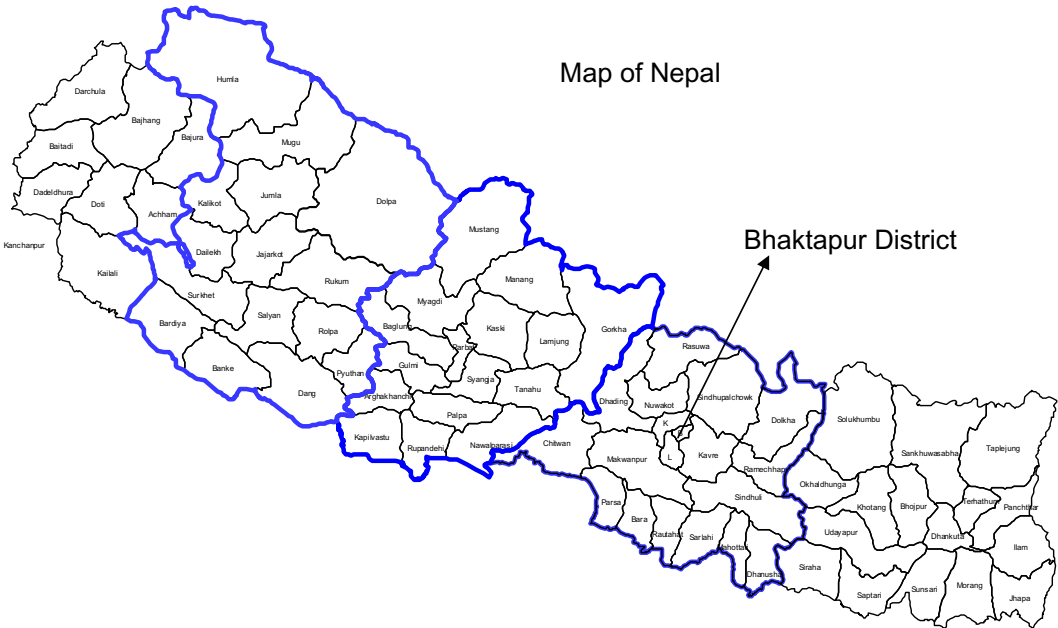 Map of Nepal
Humla
Darchula
Bajhang
Bajura
Mugu
Baitadi
Dadeldhura
Doti
Achham
Kalikot
Jumla
Dolpa
Mustang
Bhaktapur District
Kanchanpur
Kailali
Dailekh
Jajarkot
Rukum
Manang
Surkhet
Myagdi
Bardiya
Salyan
Rolpa
Baglung
Kaski
Lamjung
Gorkha
Parbat
Rasuwa
Banke
Pyuthan
Gulmi
Syangja
Tanahu
Dang
Arghakhanchi
Dhading
Nuwakot
Sindhupalchowk
Dolkha
Solukhumbu
Palpa
Kapilvastu
Rupandehi
Nawalparasi
Chitwan
K
B
L
Makwanpur
Kavre
Ramechhap
Sankhuwasabha
Taplejung
Okhaldhunga
Khotang
Bhojpur
Terhathum
Panchthar
Sindhuli
Parsa
Bara
Rautahat
Sarlahi
Mahottari
Dhanusha
Udayapur
Dhankuta
Ilam
Siraha
Saptari
Sunsari
Morang
Jhapa